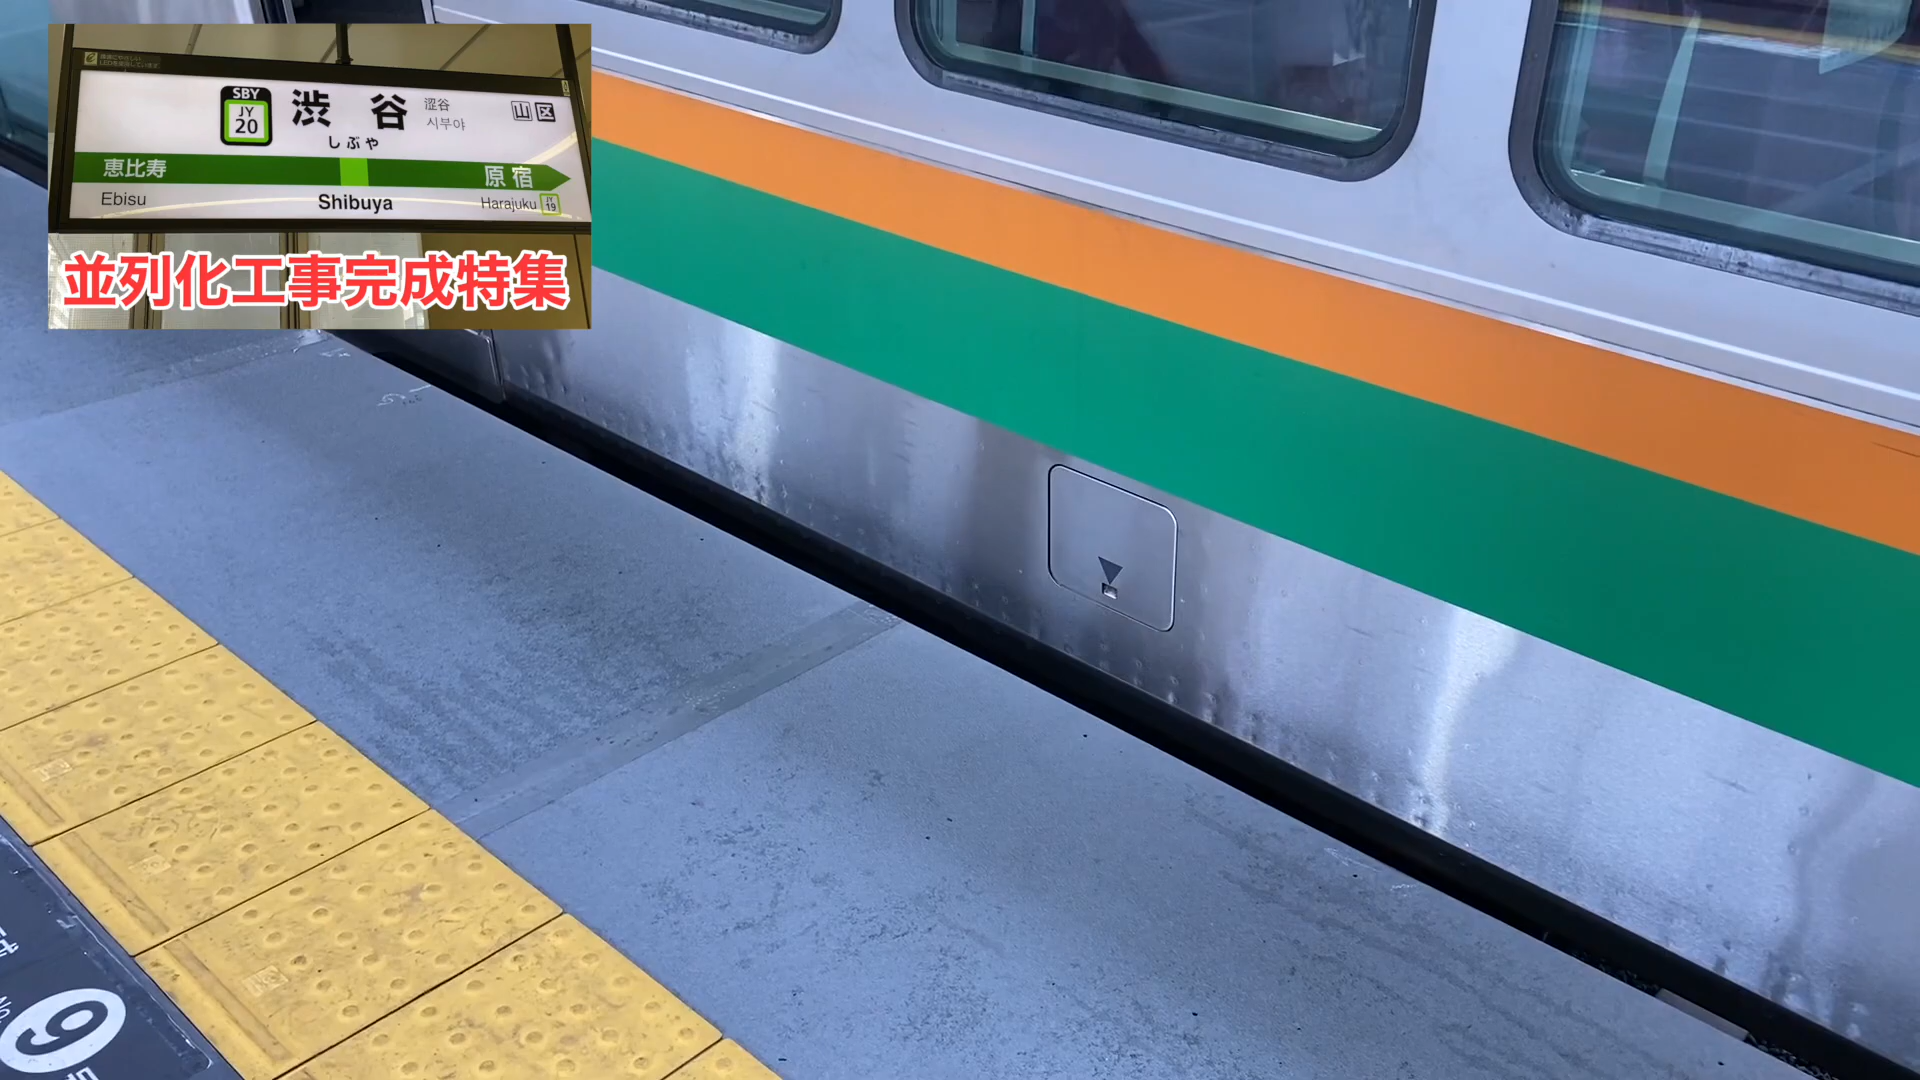 SBY
JY
20
渋谷
澀谷
시부야
山区
しぶや
恵比寿
原宿
Ebisu
Shibuya
Harajuku
JY
19
並列化工事完成特集
9